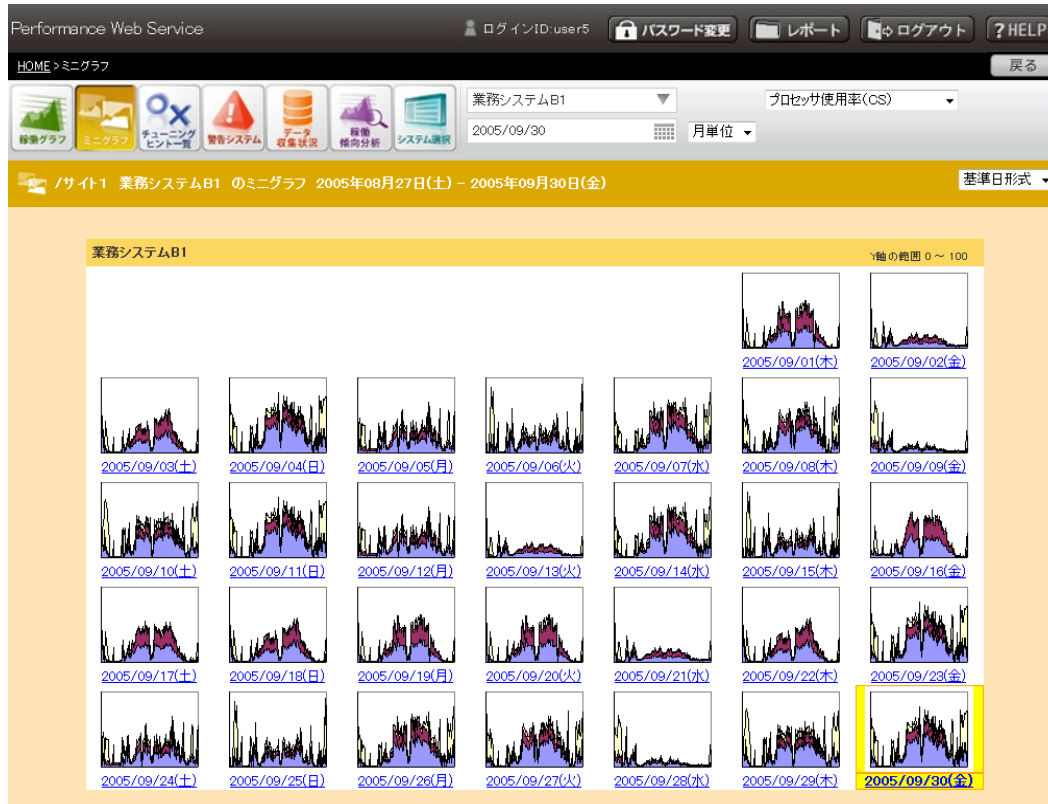 Performance Web Service
ログインID:user5
パスワード変更
レポート
ログアウト
?HELP
HOME>ミニグラフ
戻る
稼働グラフ
ミニグラフ
チューニングヒント一覧
警告システム
データ収集状況
稼働傾向分析
システム選択
業務システムB1
プロセッサ使用率(CS)
2005/09/30
月単位
/サイト1 業務システムB1 のミニグラフ 2005年08月27日(土) - 2005年09月30日(金)
基準日形式
業務システムB1
Y軸の範囲 0 ~ 100
2005/09/01(木)
2005/09/02(金)
2005/09/03(土)
2005/09/04(日)
2005/09/05(月)
2005/09/06(火)
2005/09/07(水)
2005/09/08(木)
2005/09/09(金)
2005/09/10(土)
2005/09/11(日)
2005/09/12(月)
2005/09/13(火)
2005/09/14(水)
2005/09/15(木)
2005/09/16(金)
2005/09/17(土)
2005/09/18(日)
2005/09/19(月)
2005/09/20(火)
2005/09/21(水)
2005/09/22(木)
2005/09/23(金)
2005/09/24(土)
2005/09/25(日)
2005/09/26(月)
2005/09/27(火)
2005/09/28(水)
2005/09/29(木)
2005/09/30(金)